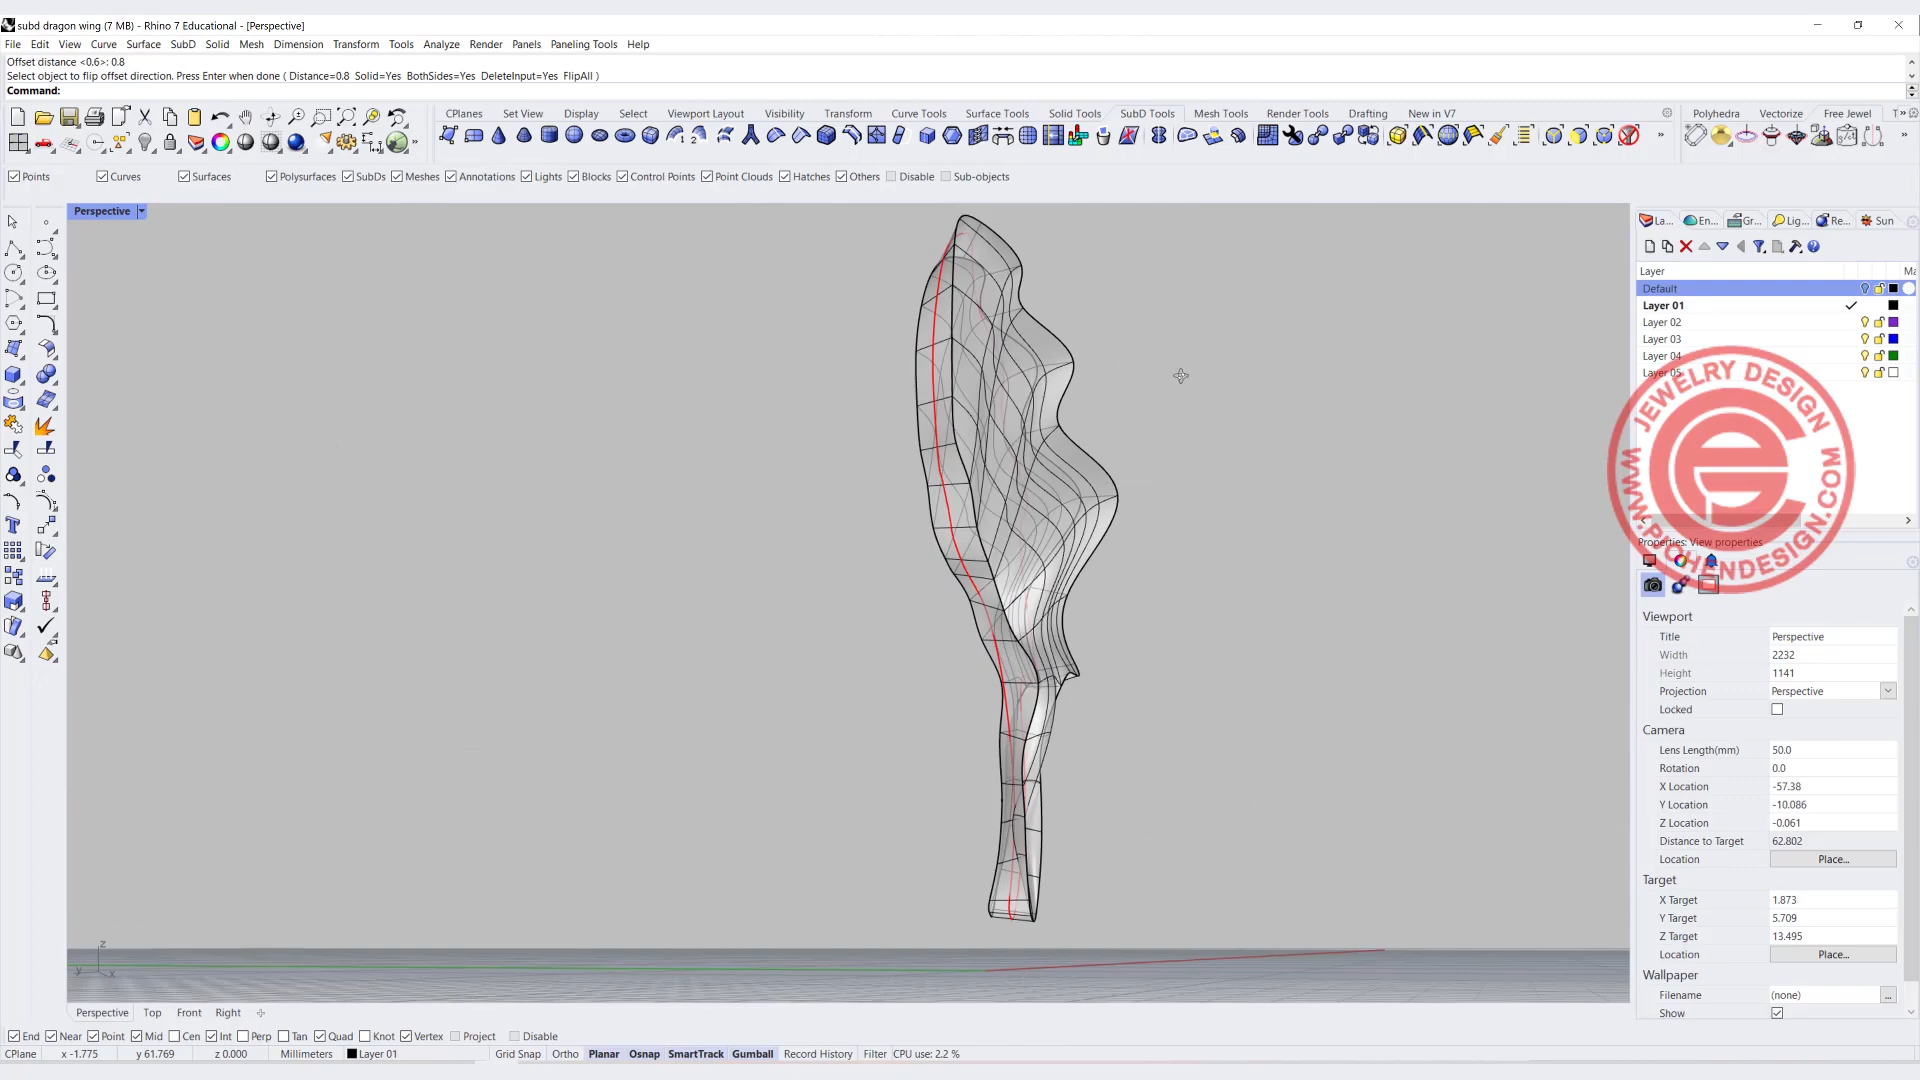 subd dragon wing (7 MB) - Rhino 7 Educational - [Perspective]
File Edit View Curve Surface SubD Solid Mesh Dimension Transform Tools Analyze Render Panels Paneling Tools Help
Offset distance <0.6>: 0.8
Select object to flip offset direction. Press Enter when done ( Distance=0.8 Solid=Yes BothSides=Yes DeleteInput=Yes FlipAll )
Command:
CPlanes Set View Display Select Viewport Layout Visibility Transform Curve Tools Surface Tools Solid Tools SubD Tools Mesh Tools Render Tools Drafting New in V7 Polyhedra Vectorize Free Jewel T
Points Curves Surfaces Polysurfaces SubDs Meshes Annotations Lights Blocks Control Points Point Clouds Hatches Others Disable Sub-objects
Perspective
La... En... Gr... Lig... Re... Sun
Layer Ma
Default
Layer 01
Layer 02
Layer 03
Layer 04
Layer 05
JEWELRY DESIGN
WWW.PJCHENDESIGN.COM
Properties: View properties
Viewport
Title Perspective
Width 2232
Height 1141
Projection Perspective
Locked
Camera
Lens Length(mm) 50.0
Rotation 0.0
X Location -57.38
Y Location -10.086
Z Location -0.061
Distance to Target 62.802
Location Place...
Target
X Target 1.873
Y Target 5.709
Z Target 13.495
Location Place...
Wallpaper
Filename (none) ...
Show
z
y x
Perspective Top Front Right
End Near Point Mid Cen Int Perp Tan Quad Knot Vertex Project Disable
CPlane x -1.775 y 61.769 z 0.000 Millimeters Layer 01 Grid Snap Ortho Planar Osnap SmartTrack Gumball Record History Filter CPU use: 2.2 %